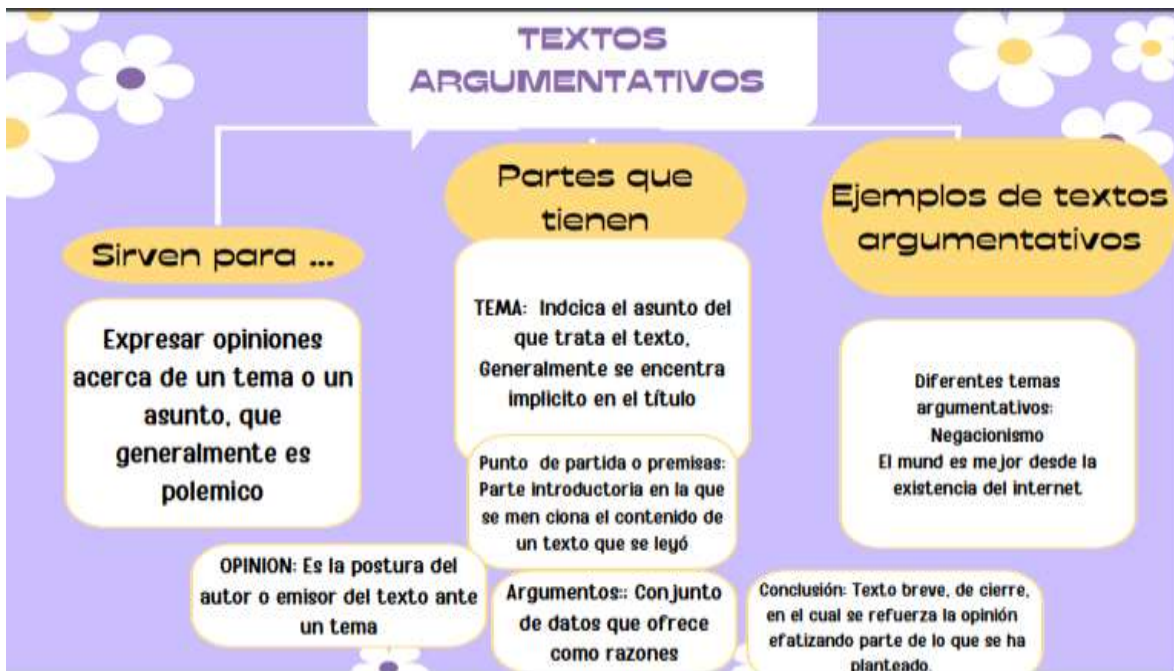 TEXTOS
ARGUMENTATIVOS
Sirven para ...
Expresar opiniones
acerca de un tema o un
asunto, que
generalmente es
polemico
Partes que
tienen
TEMA: Indcica el asunto del
que trata el texto,
Generalmente se encentra
implicito en el título
Punto de partida o premisas:
Parte introductoria en la que
se men ciona el contenido de
un texto que se leyó
OPINION: Es la postura del
autor o emisor del texto ante
un tema
Argumentos:: Conjunto
de datos que ofrece
como razones
Conclusión: Texto breve, de cierre,
en el cual se refuerza la opinión
efatizando parte de lo que se ha
planteado.
Ejemplos de textos
argumentativos
Diferentes temas
argumentativos:
Negacionismo
El mund es mejor desde la
existencia del internet